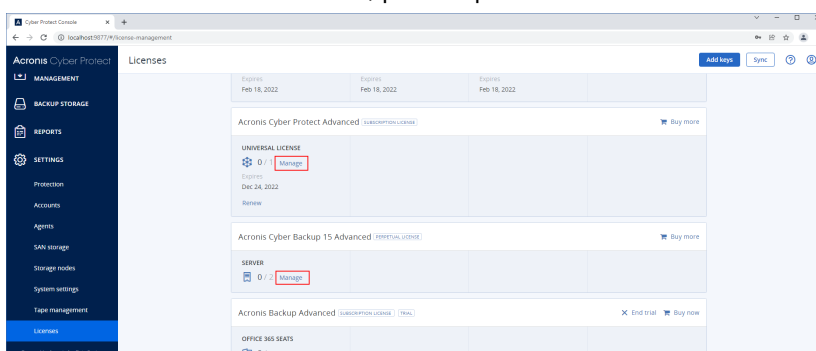 Cyber Protect Console
localhost:9877/#/license-management
Acronis Cyber Protect
Licenses
Add keys
Sync
MANAGEMENT
BACKUP STORAGE
REPORTS
SETTINGS
Protection
Accounts
Agents
SAN storage
Storage nodes
System settings
Tape management
Licenses
Expires Expires Expires
Feb 18, 2022 Feb 18, 2022 Feb 18, 2022
Acronis Cyber Protect Advanced SUBSCRIPTION LICENSE Buy more
UNIVERSAL LICENSE
0 / 1 Manage
Expires
Dec 24, 2022
Renew
Acronis Cyber Backup 15 Advanced PERPETUAL LICENSE Buy more
SERVER
0 / 2 Manage
Acronis Backup Advanced SUBSCRIPTION LICENSE TRIAL End trial Buy now
OFFICE 365 SEATS